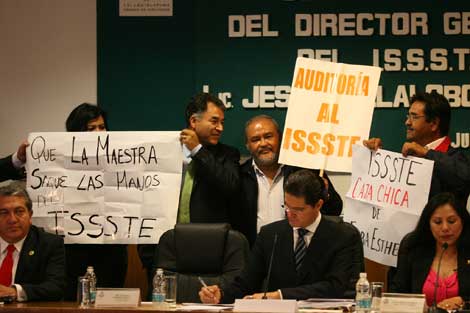 DEL DIRECTOR GE
DEL I.S.S.S.T.
Lic. JES
ALOBO
QUE LA MAESTRA
SAQUE LAS MANOS
DEL
ISSSTE
AUDITORÍA
AL
ISSSTE
ISSSTE
CAJA CHICA
DE
ESTHER